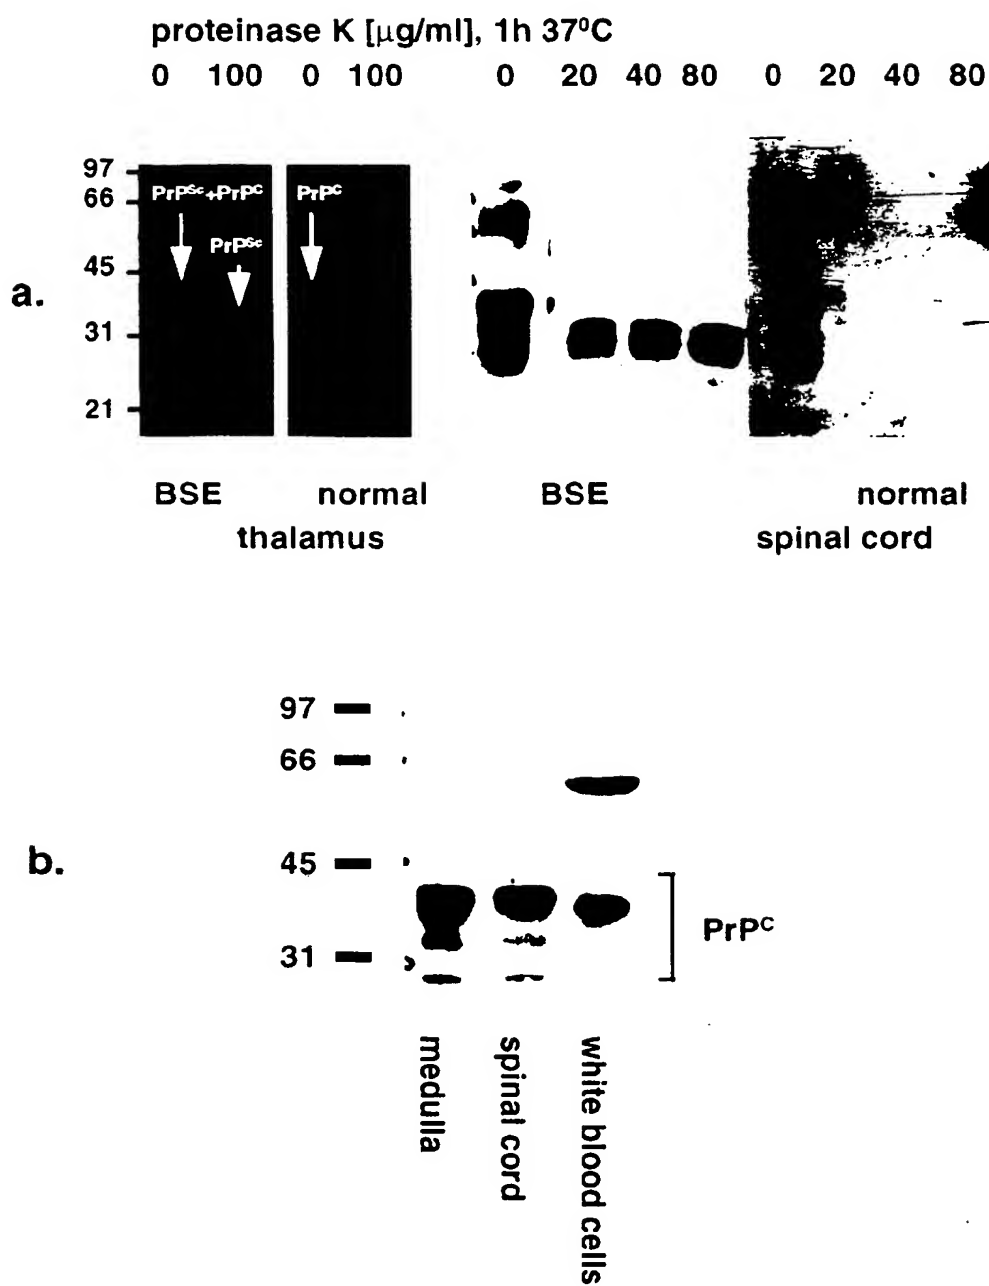 proteinase K [µg/ml], 1h 37⁰C
0 100 0 100 0 20 40 80 0 20 40 80
a.
97
66
45
31
21
PrPSc+PrPC
PrPSc
PrPC
BSE normal BSE normal
thalamus spinal cord
b.
97
66
45
31
PrPC
medulla
spinal cord
white blood cells